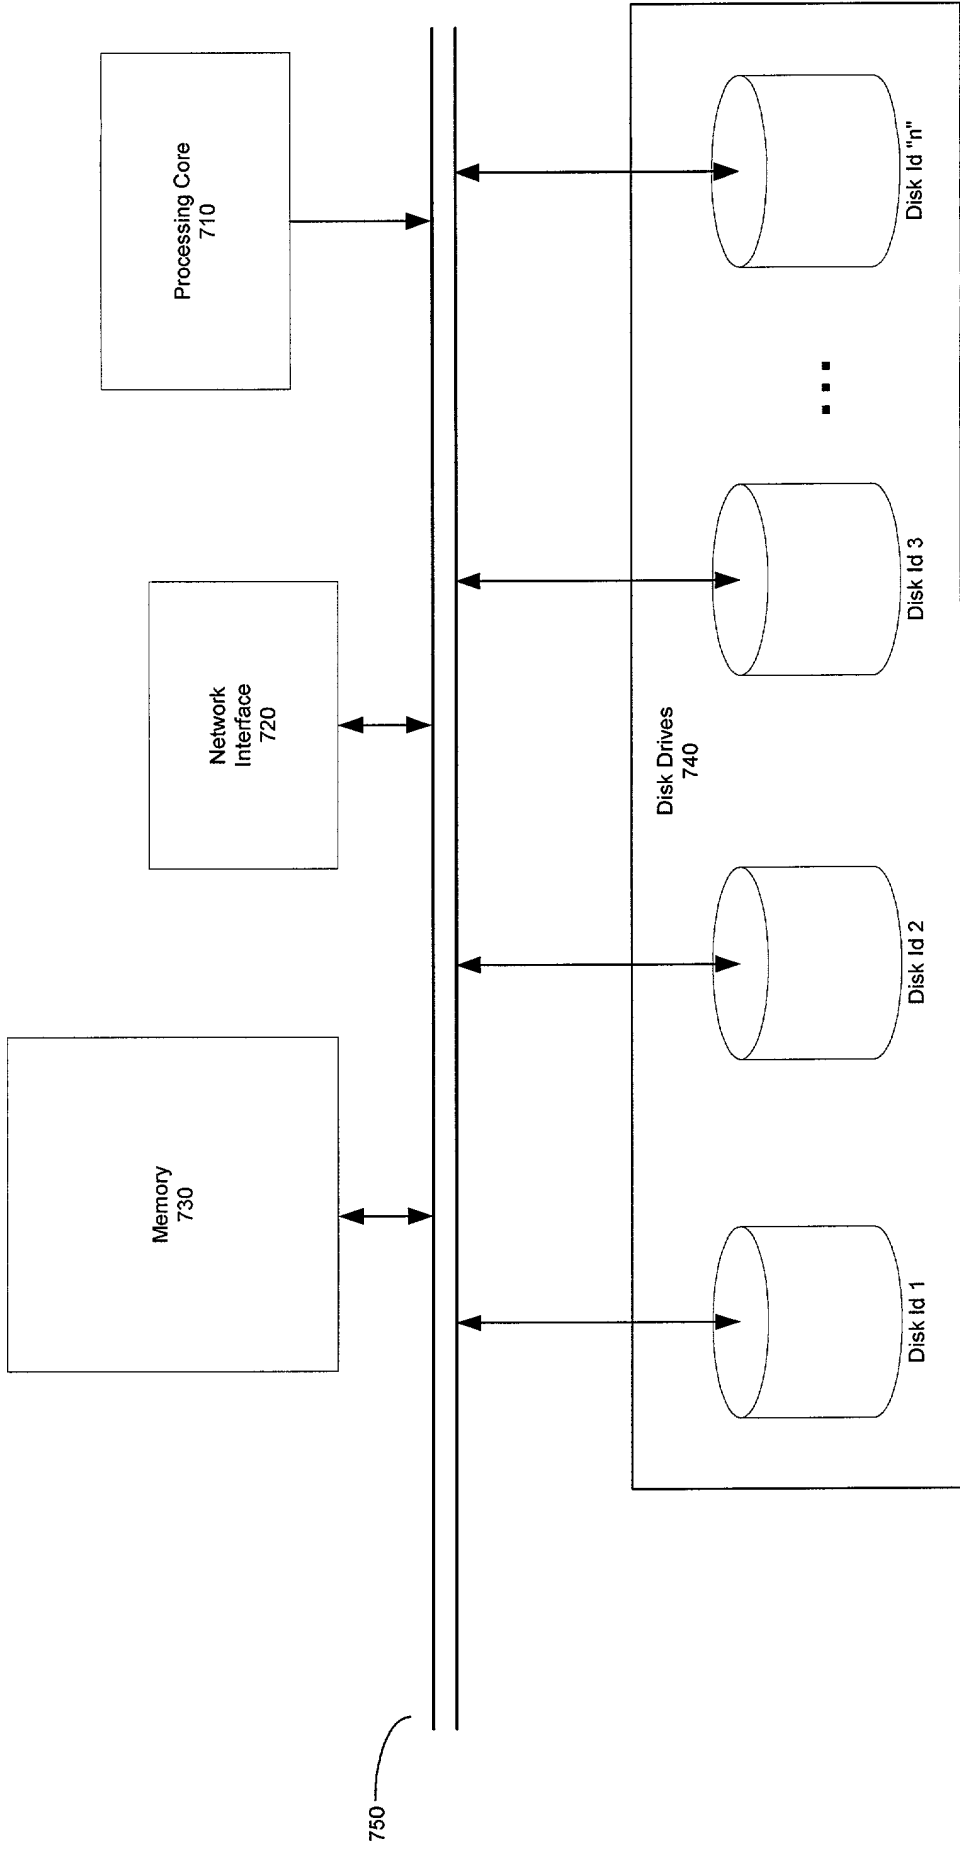 Memory
730
Network
Interface
720
Processing Core
710
750
Disk Drives
740
Disk Id 1
Disk Id 2
Disk Id 3
Disk Id "n"